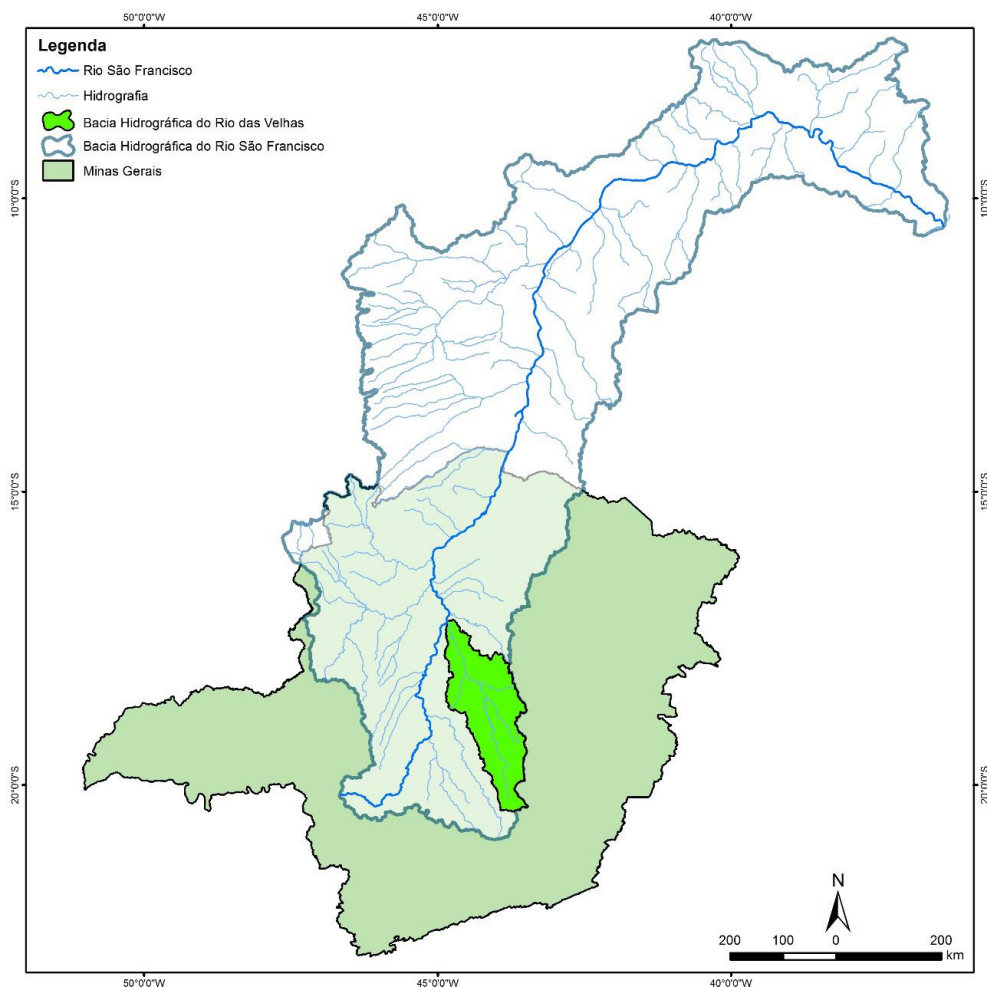 50°0'0"W 45°0'0"W 40°0'0"W
Legenda
Rio São Francisco
Hidrografia
Bacia Hidrográfica do Rio das Velhas
Bacia Hidrográfica do Rio São Francisco
Minas Gerais
10°0'0"S 10°0'0"S
15°0'0"S 15°0'0"S
20°0'0"S 20°0'0"S
N
200 100 0 200
km
50°0'0"W 45°0'0"W 40°0'0"W